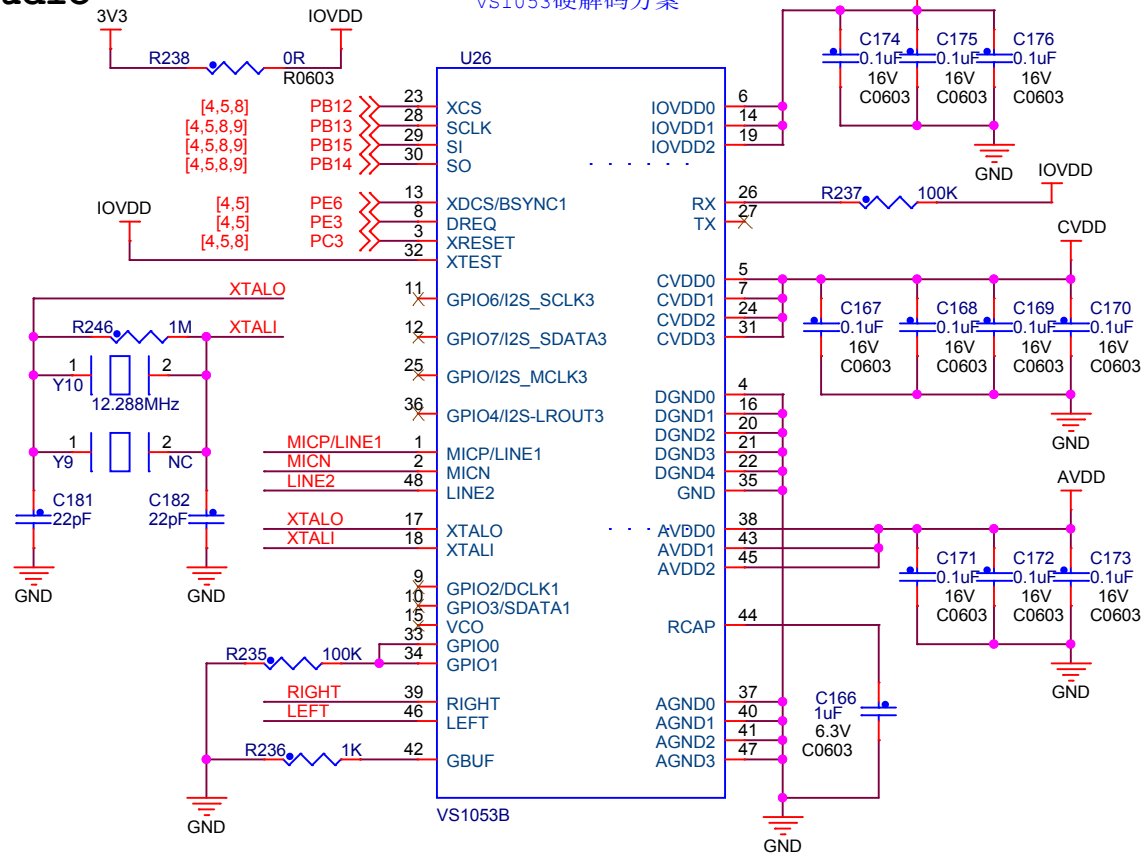 VS1053硬解码方案
3V3
IOVDD
R238
0R
R0603
U26
[4,5,8] PB12 23 XCS
[4,5,8,9] PB13 28 SCLK
[4,5,8,9] PB15 29 SI
[4,5,8,9] PB14 30 SO
[4,5] PE6 13 XDCS/BSYNC1
[4,5] PE3 8 DREQ
[4,5,8] PC3 3 XRESET
IOVDD
32 XTEST
XTALO
XTALI
R246 1M
1 Y10 2
12.288MHz
1 Y9 2 NC
C181
22pF
C182
22pF
GND
GND
11 GPIO6/I2S_SCLK3
12 GPIO7/I2S_SDATA3
25 GPIO/I2S_MCLK3
36 GPIO4/I2S-LROUT3
MICP/LINE1 1 MICP/LINE1
MICN 2 MICN
LINE2 48 LINE2
XTALO 17 XTALO
XTALI 18 XTALI
9 GPIO2/DCLK1
10 GPIO3/SDATA1
15 VCO
33 GPIO0
R235 100K 34 GPIO1
RIGHT 39 RIGHT
LEFT 46 LEFT
R236 1K 42 GBUF
GND
VS1053B
IOVDD0 6
IOVDD1 14
IOVDD2 19
C174
0.1uF
16V
C0603
C175
0.1uF
16V
C0603
C176
0.1uF
16V
C0603
GND
RX 26
R237 100K
IOVDD
TX 27
CVDD
CVDD0 5
CVDD1 7
CVDD2 24
CVDD3 31
C167
0.1uF
16V
C0603
C168
0.1uF
16V
C0603
C169
0.1uF
16V
C0603
C170
0.1uF
16V
C0603
GND
DGND0 4
DGND1 16
DGND2 20
DGND3 21
DGND4 22
GND 35
AVDD
AVDD0 38
AVDD1 43
AVDD2 45
C171
0.1uF
16V
C0603
C172
0.1uF
16V
C0603
C173
0.1uF
16V
C0603
GND
RCAP 44
C166
1uF
6.3V
C0603
AGND0 37
AGND1 40
AGND2 41
AGND3 47
GND